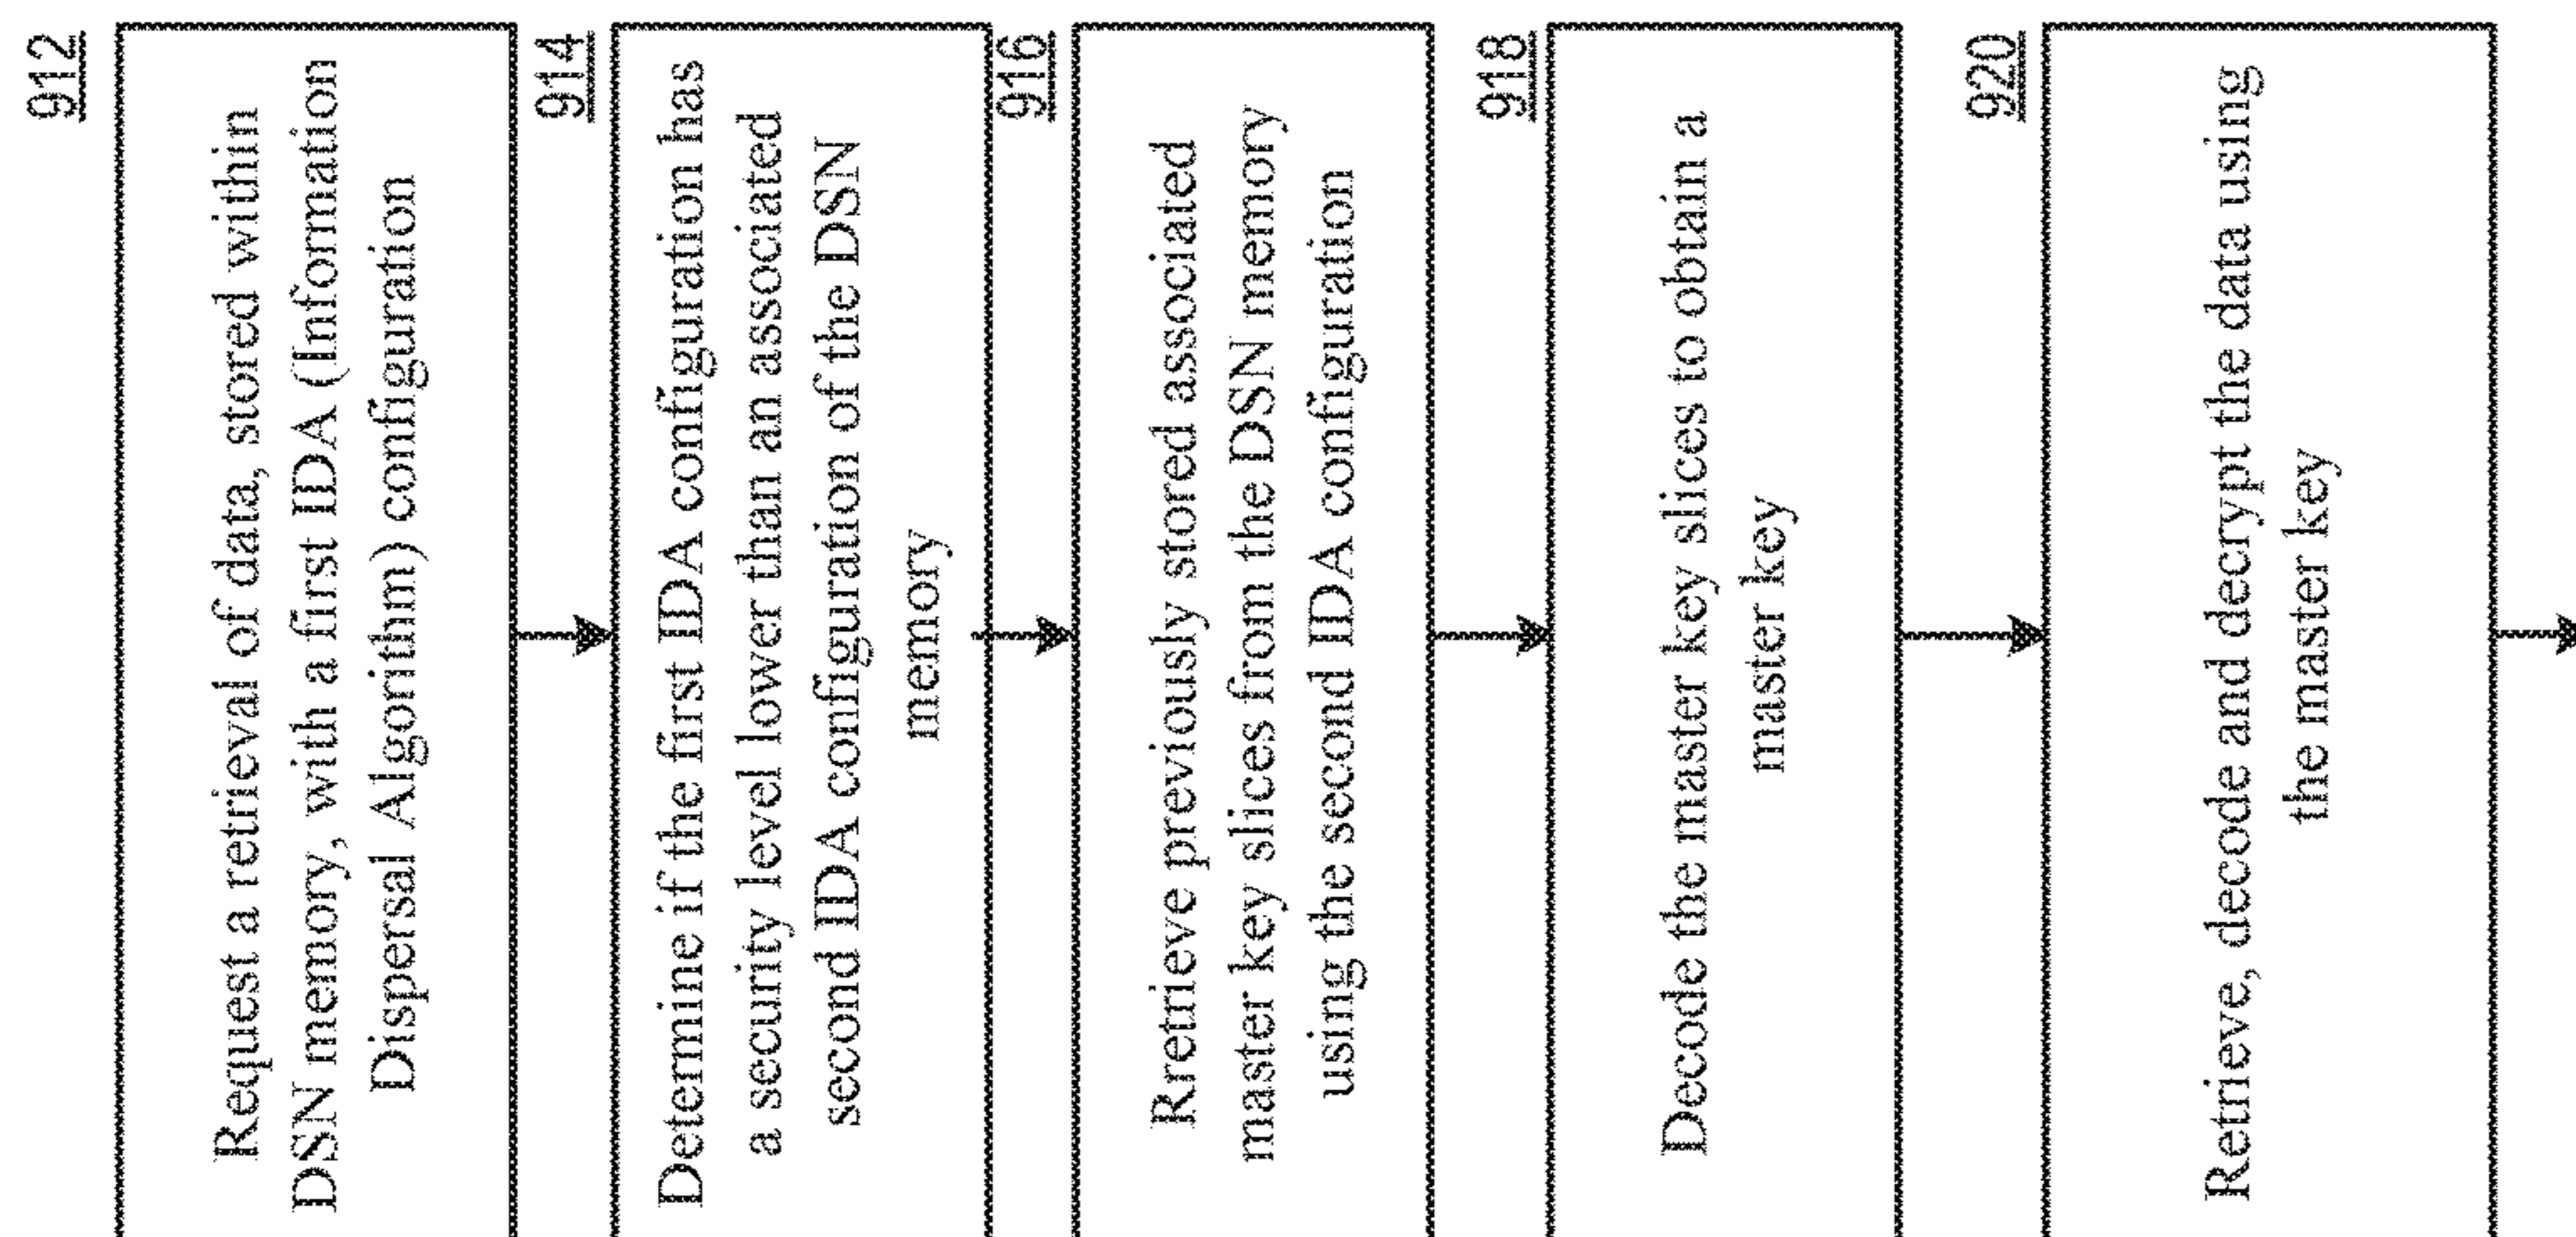 912
Request a retrieval of data, stored within
DSN memory, with a first IDA (Information
Dispersal Algorithm) configuration
914
Determine if the first IDA configuration has
a security level lower than an associated
second IDA configuration of the DSN
memory
916
Rretrieve previously stored associated
master key slices from the DSN memory
using the second IDA configuration
918
Decode the master key slices to obtain a
master key
920
Retrieve, decode and decrypt the data using
the master key